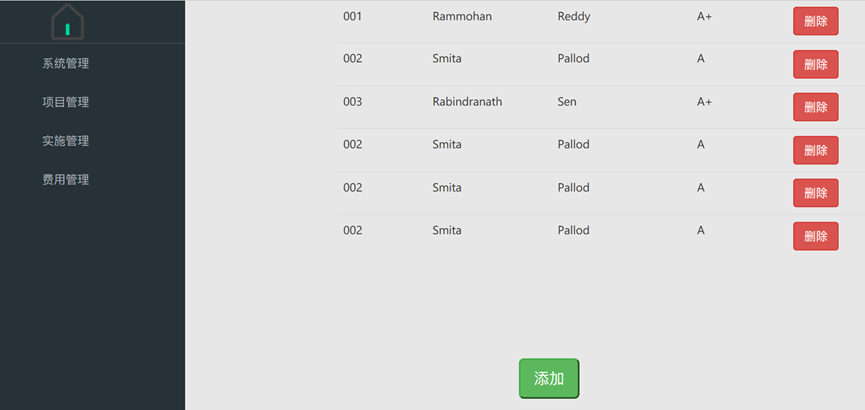 系统管理
项目管理
实施管理
费用管理
001 Rammohan Reddy A+ 删除
002 Smita Pallod A 删除
003 Rabindranath Sen A+ 删除
002 Smita Pallod A 删除
002 Smita Pallod A 删除
002 Smita Pallod A 删除
添加